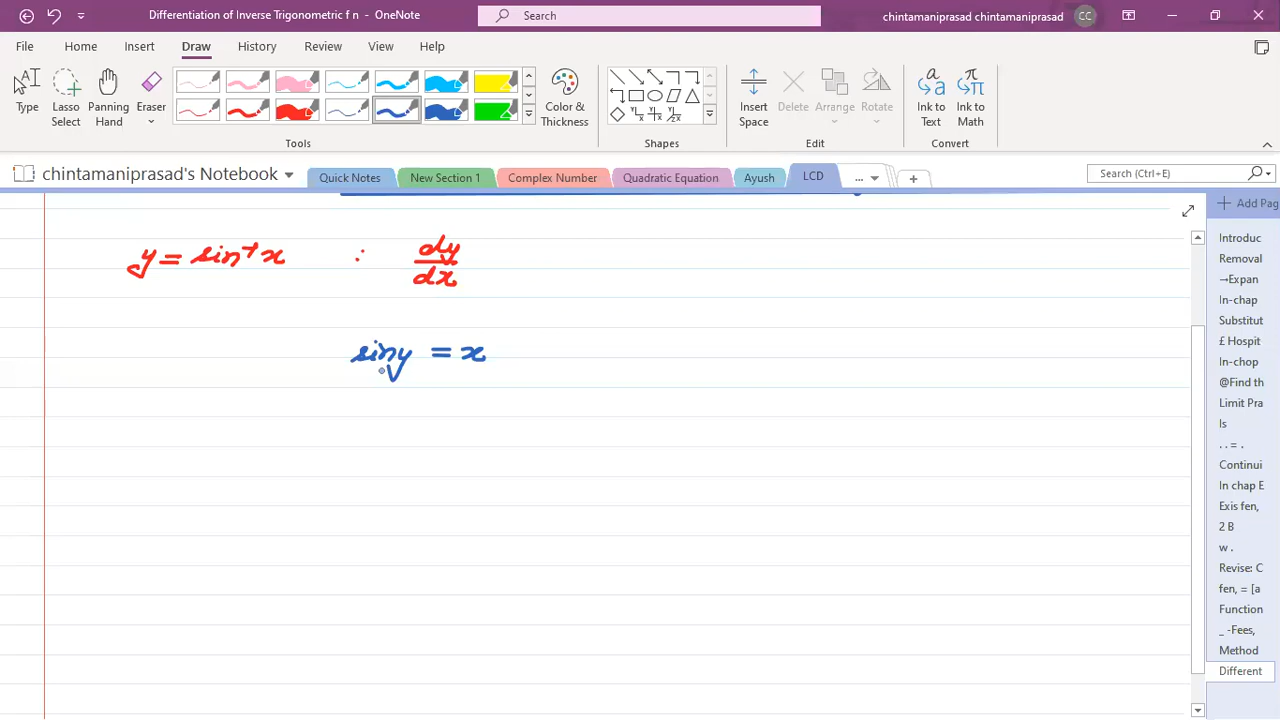 Differentiation of Inverse Trigonometric f n - OneNote
Search
chintamaniprasad chintamaniprasad CC
File Home Insert Draw History Review View Help
Type
Lasso Select
Panning Hand
Eraser
Color & Thickness
Insert Space
Delete
Arrange
Rotate
Ink to Text
Ink to Math
Tools
Shapes
Edit
Convert
chintamaniprasad's Notebook
Quick Notes
New Section 1
Complex Number
Quadratic Equation
Ayush
LCD
...
Search (Ctrl+E)
Add Pag
y = sin⁻¹x : dy/dx
sin y = x
Introduc
Removal
→Expan
In-chap
Substitut
£ Hospit
In-chop
@Find th
Limit Pra
Is
. . = .
Continui
In chap E
Exis fen,
2 B
w .
Revise: C
fen, = [a
Function
_ -Fees,
Method
Different